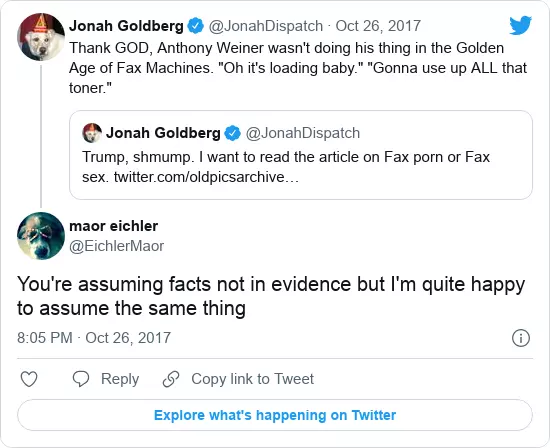 Jonah Goldberg @JonahDispatch · Oct 26, 2017
Thank GOD, Anthony Weiner wasn't doing his thing in the Golden
Age of Fax Machines. "Oh it's loading baby." "Gonna use up ALL that
toner."
Jonah Goldberg @JonahDispatch
Trump, shmump. I want to read the article on Fax porn or Fax
sex. twitter.com/oldpicsarchive…
maor eichler
@EichlerMaor
You're assuming facts not in evidence but I'm quite happy
to assume the same thing
8:05 PM · Oct 26, 2017
Reply Copy link to Tweet
Explore what's happening on Twitter